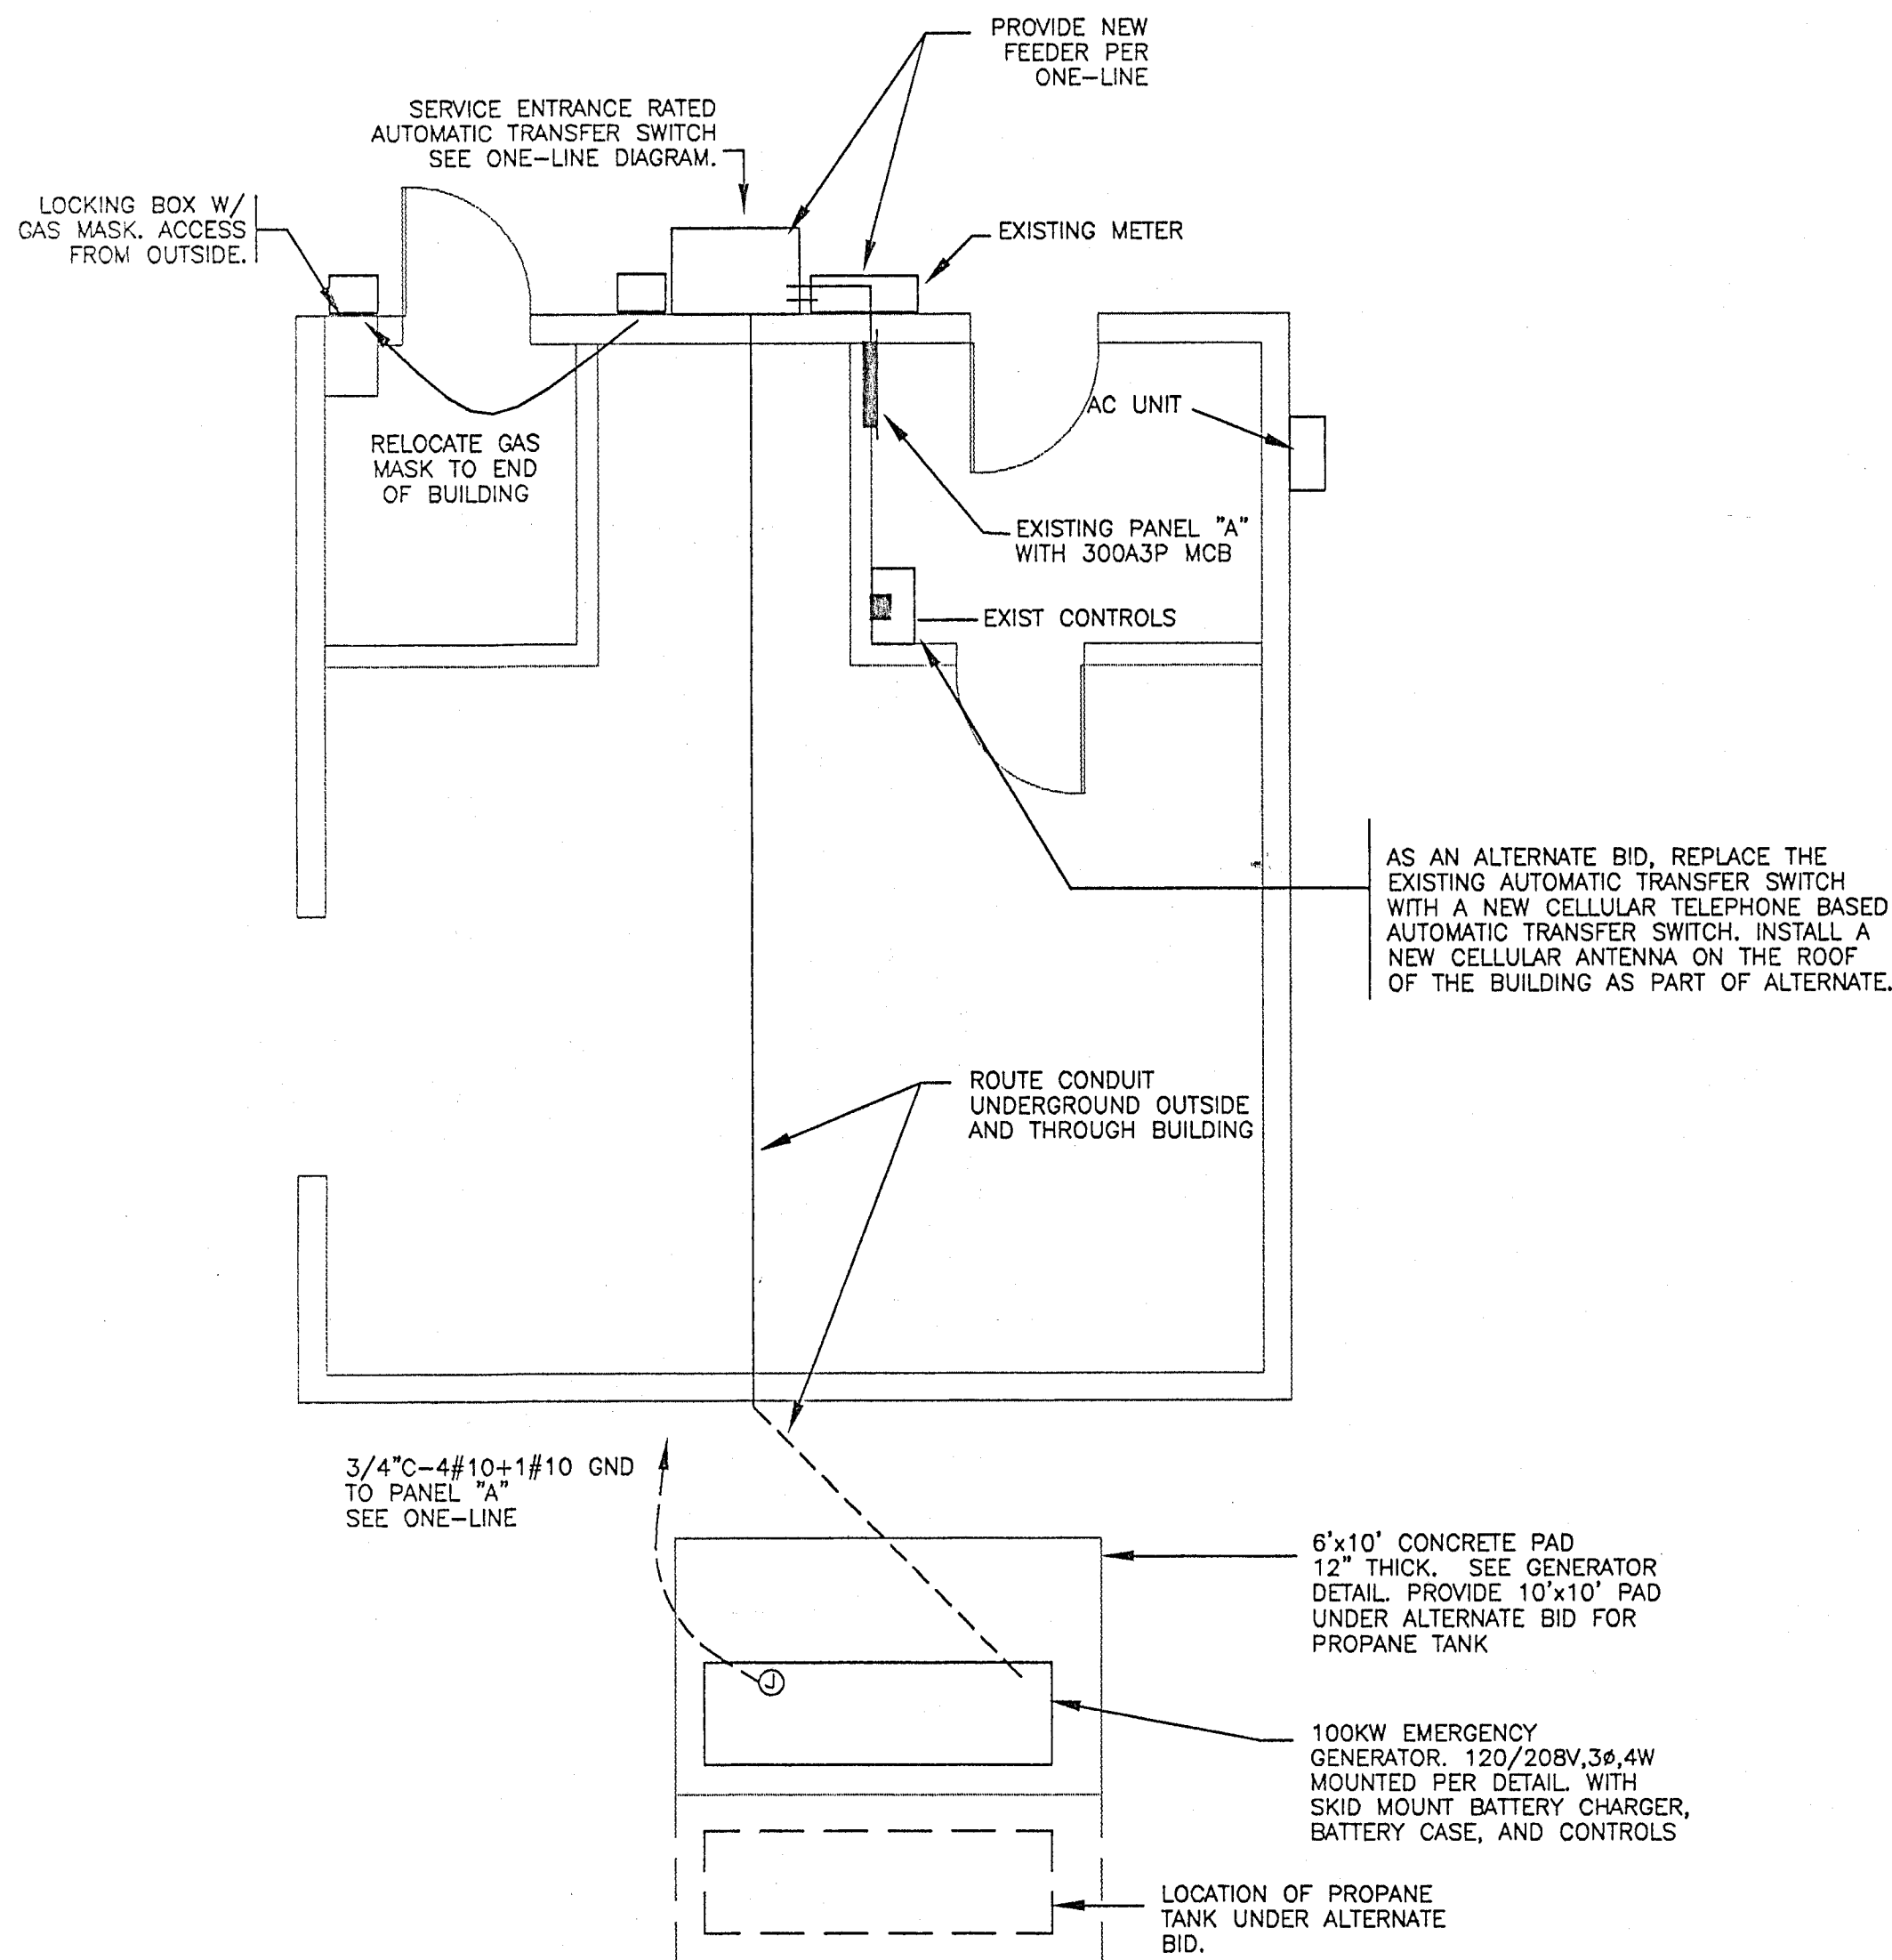 PROVIDE NEW
FEEDER PER
ONE-LINE
SERVICE ENTRANCE RATED
AUTOMATIC TRANSFER SWITCH
SEE ONE-LINE DIAGRAM.
LOCKING BOX W/
GAS MASK. ACCESS
FROM OUTSIDE.
EXISTING METER
AC UNIT
RELOCATE GAS
MASK TO END
OF BUILDING
EXISTING PANEL "A"
WITH 300A3P MCB
EXIST CONTROLS
AS AN ALTERNATE BID, REPLACE THE
EXISTING AUTOMATIC TRANSFER SWITCH
WITH A NEW CELLULAR TELEPHONE BASED
AUTOMATIC TRANSFER SWITCH. INSTALL A
NEW CELLULAR ANTENNA ON THE ROOF
OF THE BUILDING AS PART OF ALTERNATE.
ROUTE CONDUIT
UNDERGROUND OUTSIDE
AND THROUGH BUILDING
3/4"C-4#10+1#10 GND
TO PANEL "A"
SEE ONE-LINE
6'x10' CONCRETE PAD
12" THICK. SEE GENERATOR
DETAIL. PROVIDE 10'x10' PAD
UNDER ALTERNATE BID FOR
PROPANE TANK
J
100KW EMERGENCY
GENERATOR. 120/208V,3ø,4W
MOUNTED PER DETAIL. WITH
SKID MOUNT BATTERY CHARGER,
BATTERY CASE, AND CONTROLS
LOCATION OF PROPANE
TANK UNDER ALTERNATE
BID.